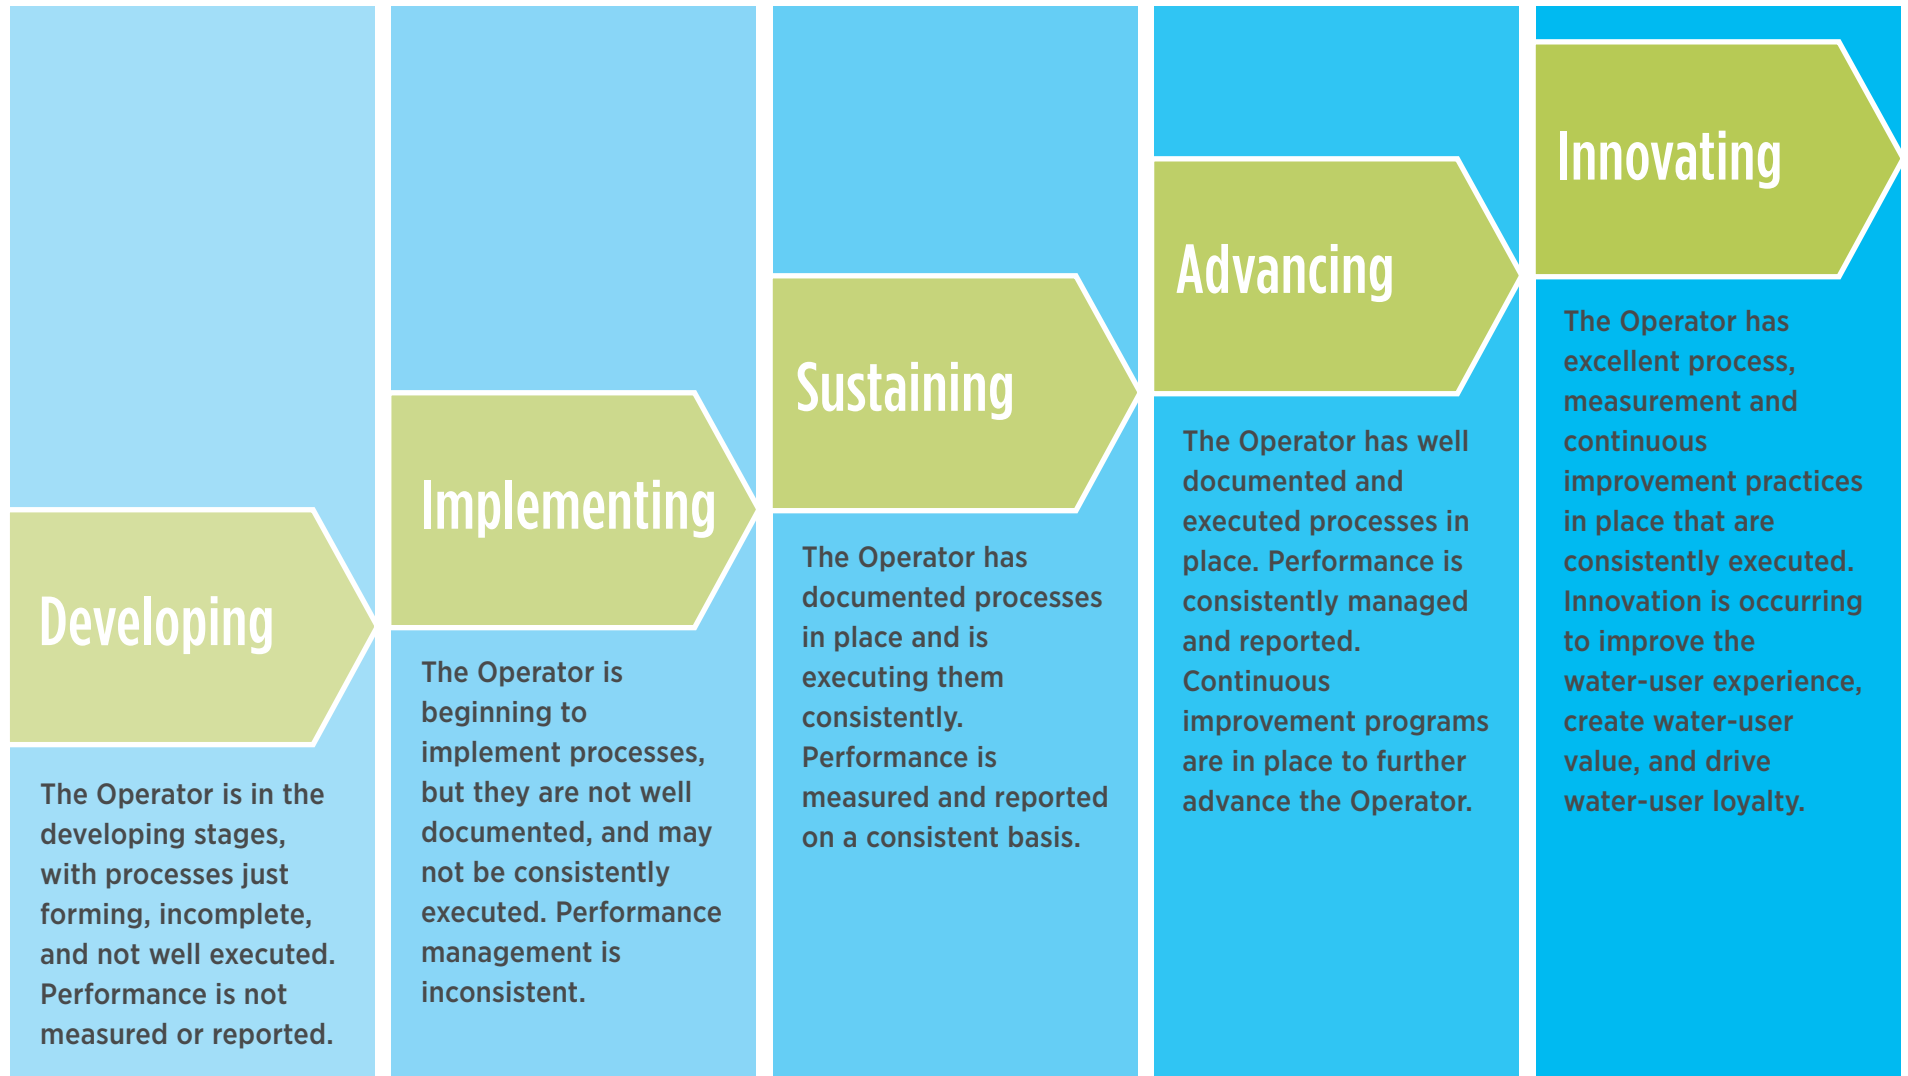 Developing
The Operator is in the
developing stages,
with processes just
forming, incomplete,
and not well executed.
Performance is not
measured or reported.
Implementing
The Operator is
beginning to
implement processes,
but they are not well
documented, and may
not be consistently
executed. Performance
management is
inconsistent.
Sustaining
The Operator has
documented processes
in place and is
executing them
consistently.
Performance is
measured and reported
on a consistent basis.
Advancing
The Operator has well
documented and
executed processes in
place. Performance is
consistently managed
and reported.
Continuous
improvement programs
are in place to further
advance the Operator.
Innovating
The Operator has
excellent process,
measurement and
continuous
improvement practices
in place that are
consistently executed.
Innovation is occurring
to improve the
water-user experience,
create water-user
value, and drive
water-user loyalty.